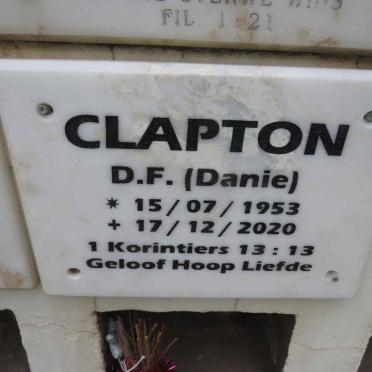 FIL 1:21
CLAPTON
D.F. (Danie)
* 15/07/1953
+ 17/12/2020
1 Korintiers 13:13
Geloof Hoop Liefde